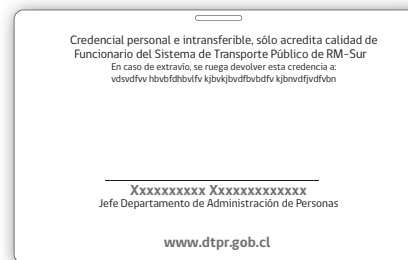 Credencial personal e intransferible, sólo acredita calidad de
Funcionario del Sistema de Transporte Público de RM-Sur
En caso de extravío, se ruega devolver esta credencial a:
vdsvdfvv hbvbfdhbvlfv kjbvkjbvdfbvbdfv kjbnvdfjvdfvbn
Xxxxxxxxxx Xxxxxxxxxxxxx
Jefe Departamento de Administración de Personas
www.dtpr.gob.cl